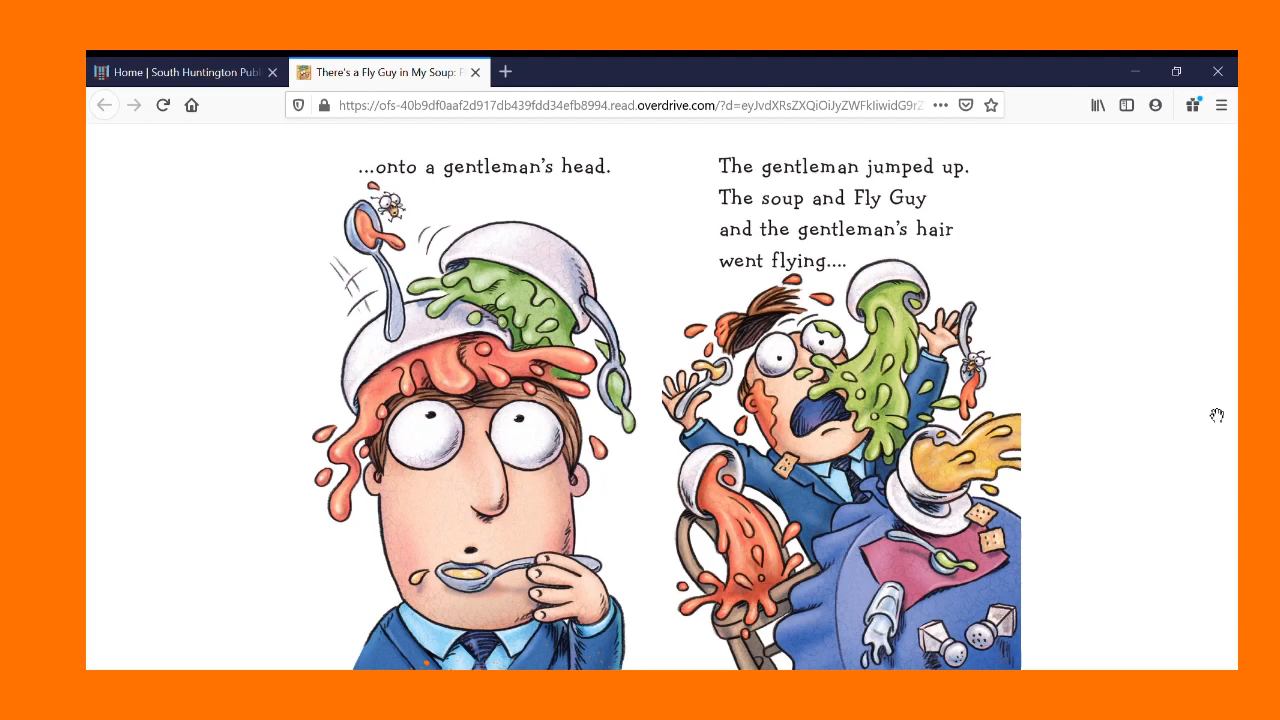 Home | South Huntington Publ
There's a Fly Guy in My Soup: F
https://ofs-40b9df0aaf2d917db439fdd34efb8994.read.overdrive.com/?d=eyJvdXRsZXQiOiJyZWFkIiwidG9rZ
...onto a gentleman's head.
The gentleman jumped up.
The soup and Fly Guy
and the gentleman's hair
went flying....